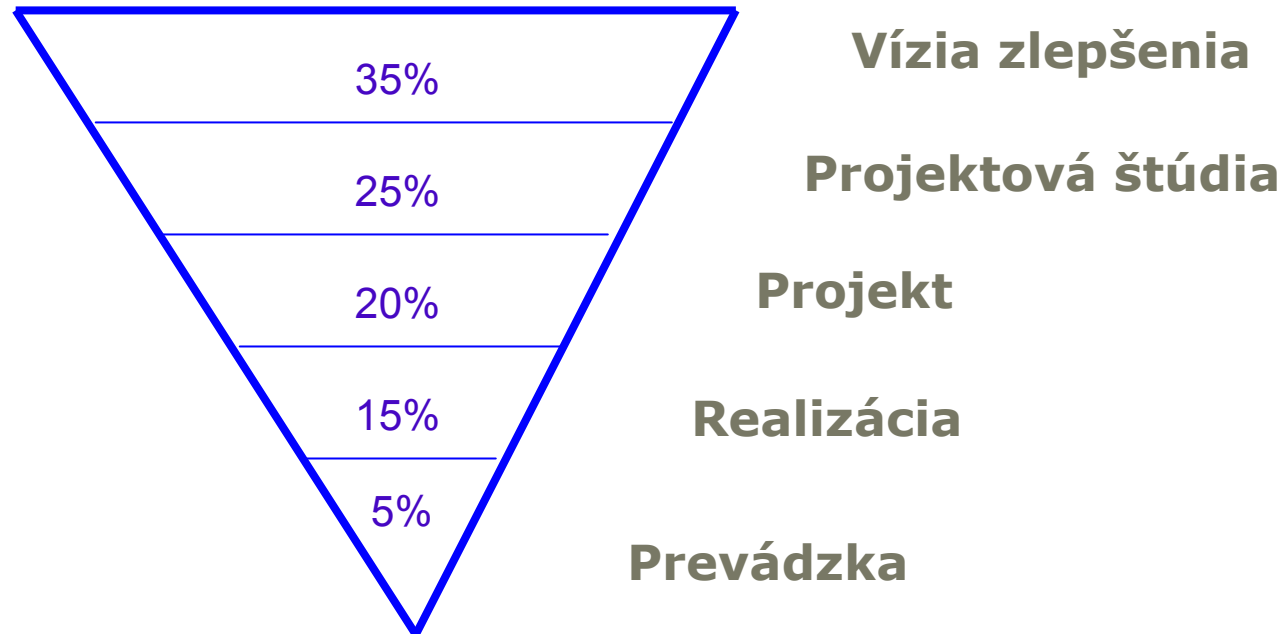 35%
Vízia zlepšenia
25%
Projektová štúdia
20%
Projekt
15%
Realizácia
5%
Prevádzka